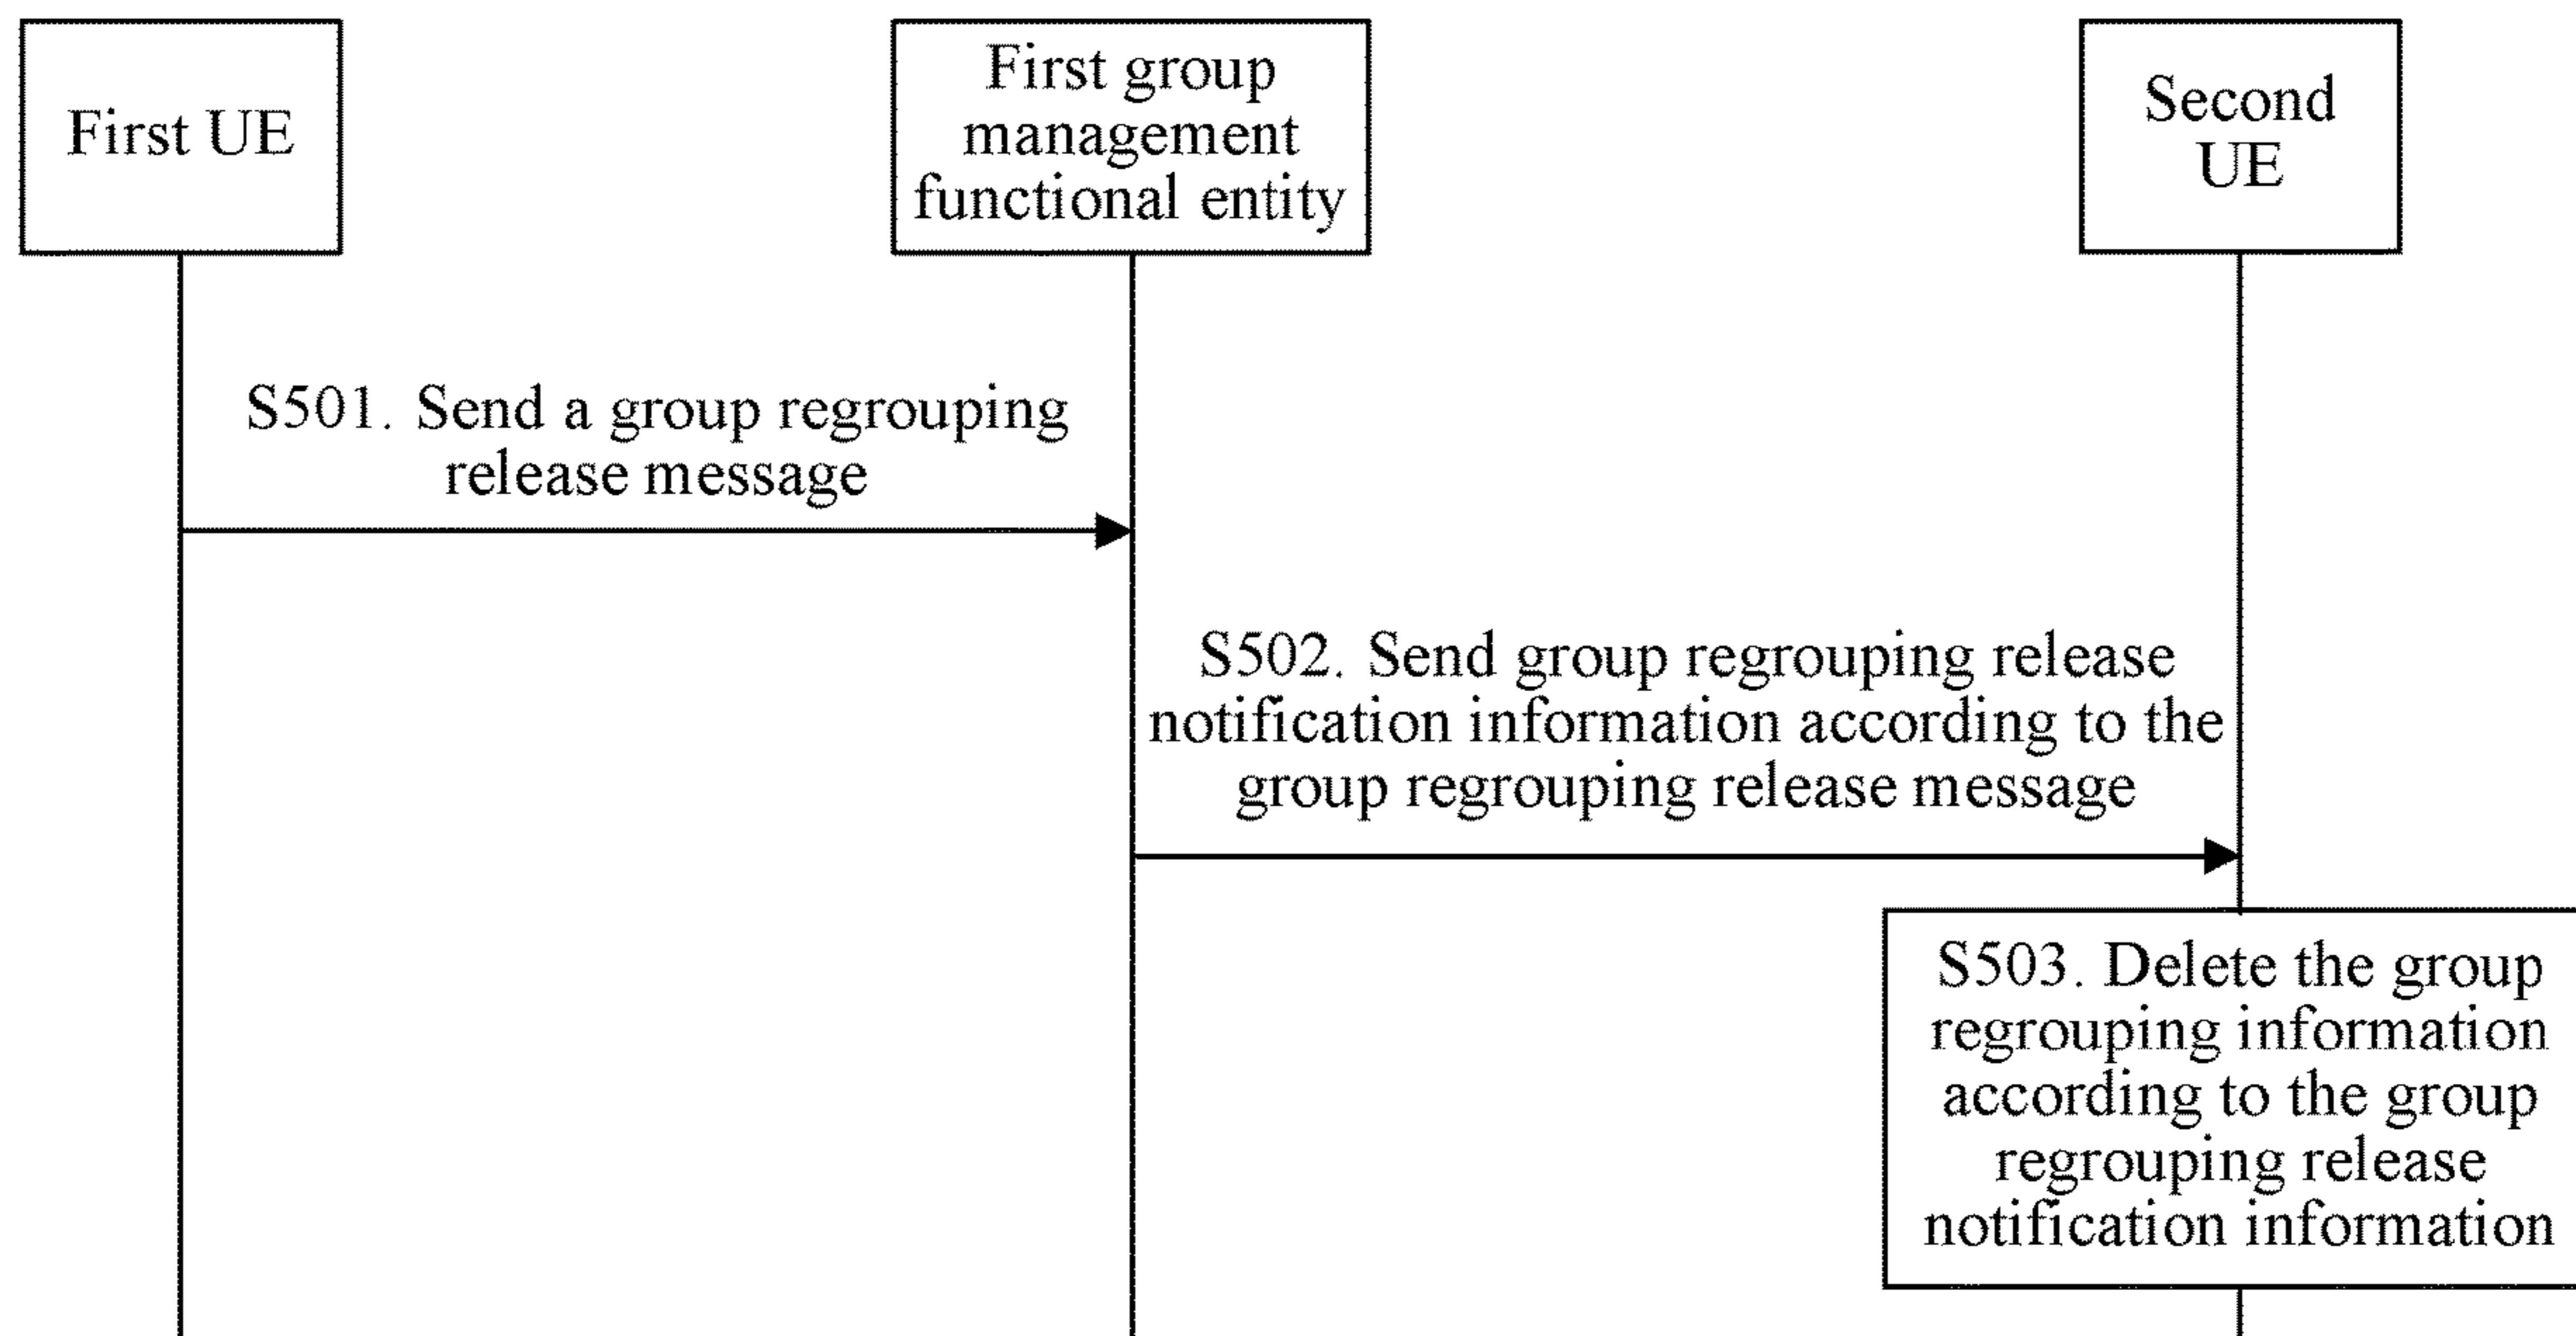 First UE
First group
management
functional entity
Second
UE
S501. Send a group regrouping
release message
S502. Send group regrouping release
notification information according to the
group regrouping release message
S503. Delete the group
regrouping information
according to the group
regrouping release
notification information